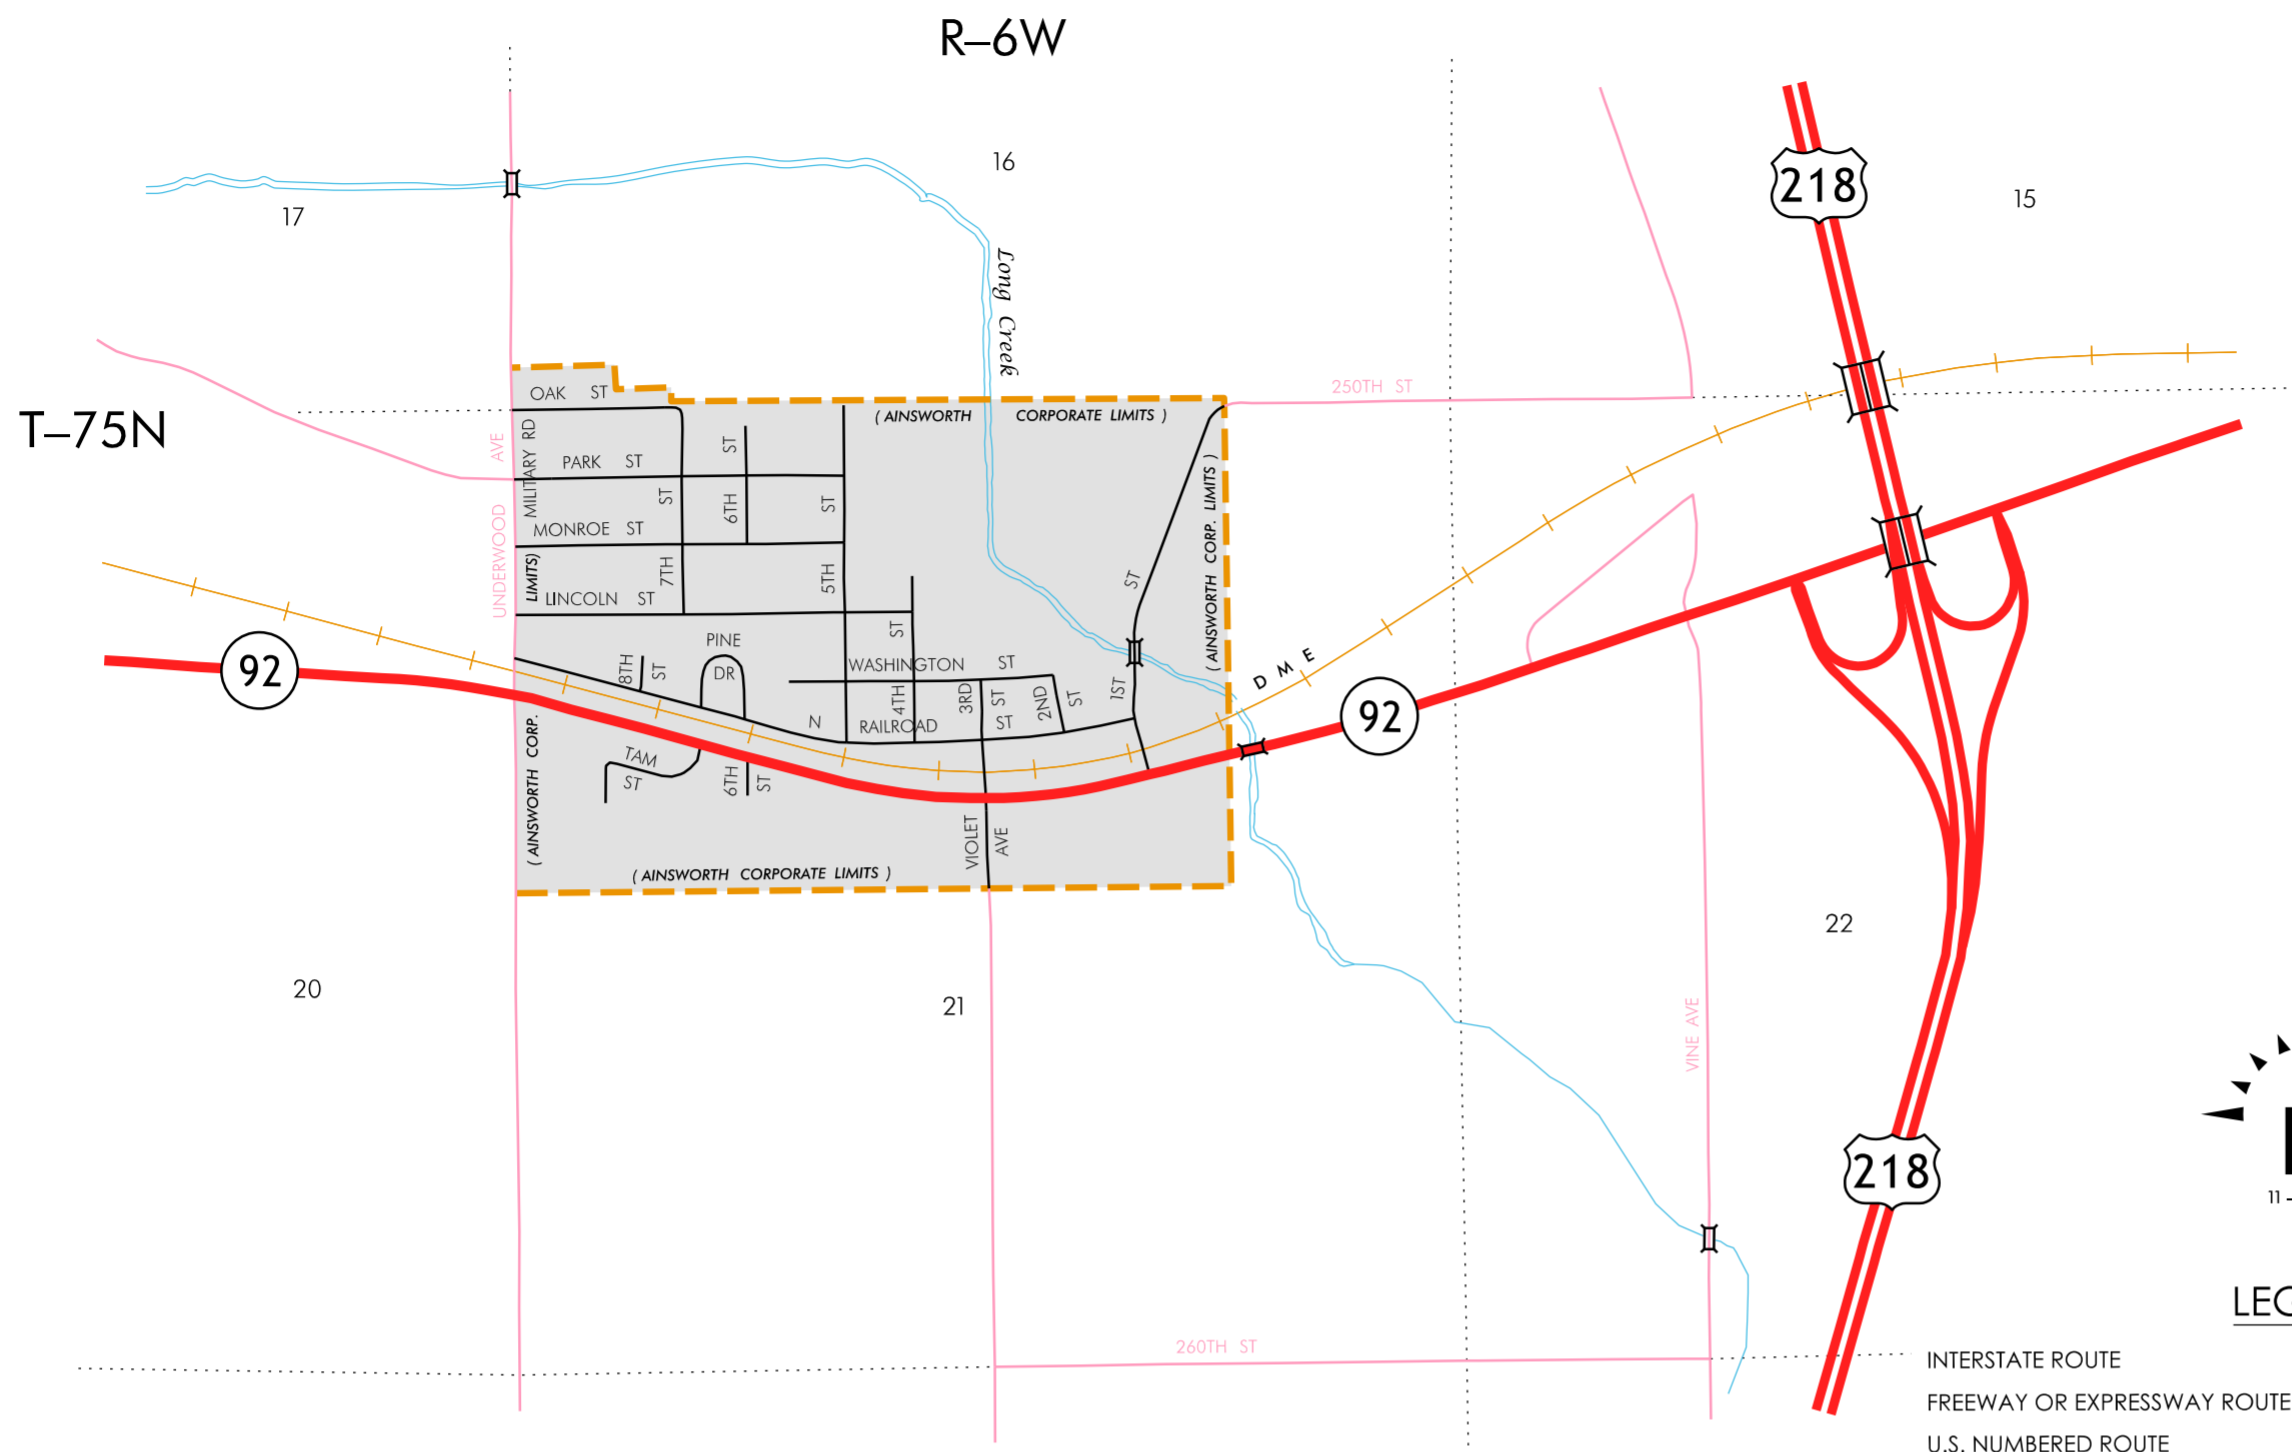 R–6W
16
17
15
218
Long Creek
T–75N
250TH ST
OAK ST
( AINSWORTH CORPORATE LIMITS )
UNDERWOOD AVE
MILITARY RD
PARK ST
6TH ST
7TH ST
5TH ST
MONROE ST
LINCOLN ST
( AINSWORTH CORP. LIMITS )
1ST ST
PINE DR
8TH ST
WASHINGTON ST
4TH ST
3RD ST
2ND ST
N RAILROAD ST
DME
92
92
( AINSWORTH CORP. LIMITS)
TAM ST
6TH ST
VIOLET AVE
( AINSWORTH CORPORATE LIMITS )
22
20
21
VINE AVE
218
11
260TH ST
INTERSTATE ROUTE
FREEWAY OR EXPRESSWAY ROUTE
U.S. NUMBERED ROUTE